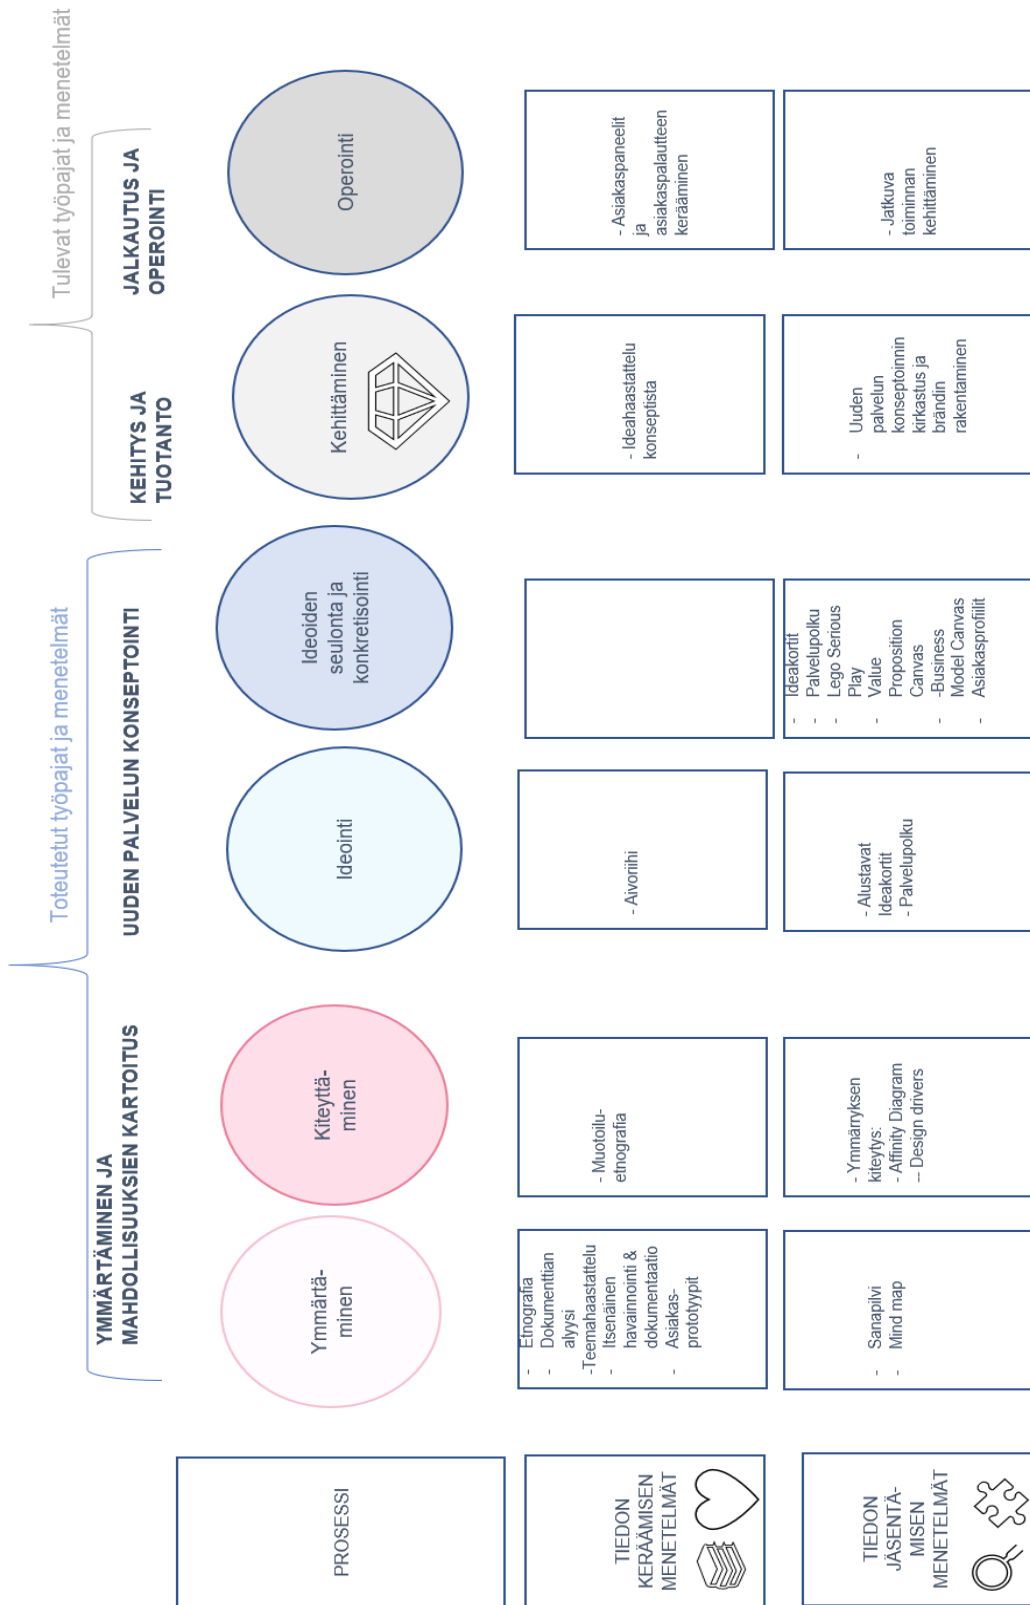 Toteutetut työpajat ja menetelmät
Tulevat työpajat ja menetelmät
YMMÄRTÄMINEN JA
MAHDOLLISUUKSIEN KARTOITUS
UUDEN PALVELUN KONSEPTOINTI
KEHITYS JA
TUOTANTO
JALKAUTUS JA
OPEROINTI
PROSESSI
Ymmärtä-
minen
Kiteyttä-
minen
Ideointi
Ideoiden
seulonta ja
konkretisointi
Kehittäminen
Operointi
TIEDON
KERÄÄMISEN
MENETELMÄT
- Etnografia
- Dokumenttian
alyysi
-Teemahaastattelu
- Itsenäinen
havainnointi &
dokumentaatio
- Asiakas-
prototyypit
- Muotoilu-
etnografia
- Aivoriihi
- Ideahaastattelu
konseptista
- Asiakaspaneelit
ja
asiakaspalautteen
kerääminen
TIEDON
JÄSENTÄ-
MISEN
MENETELMÄT
- Sanapilvi
- Mind map
- Ymmärryksen
kiteytys:
- Affinity Diagram
– Design drivers
- Alustavat
Ideakortit
- Palvelupolku
- Ideakortit
- Palvelupolku
- Lego Serious
Play
- Value
Proposition
Canvas
- -Business
Model Canvas
- Asiakasprofiilit
- Uuden
palvelun
konseptoinnin
kirkastus ja
brändin
rakentaminen
- Jatkuva
toiminnan
kehittäminen